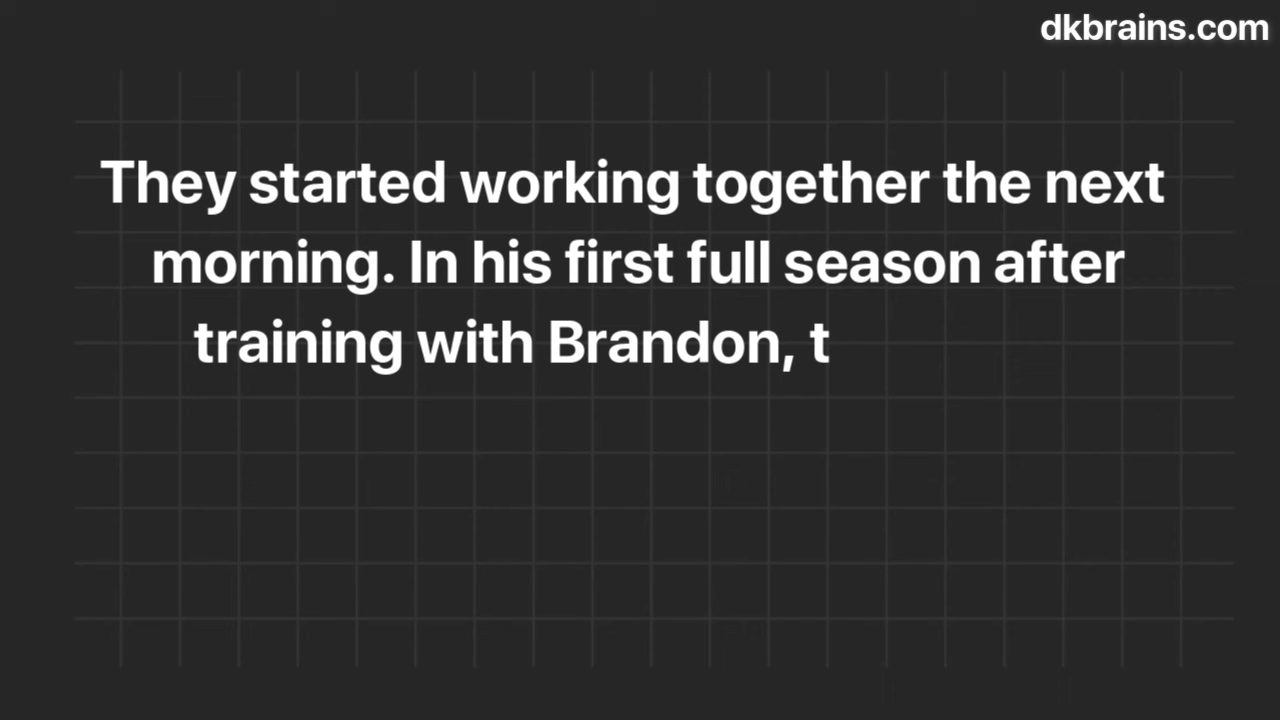 dkbrains.com
They started working together the next
morning. In his first full season after
training with Brandon, t